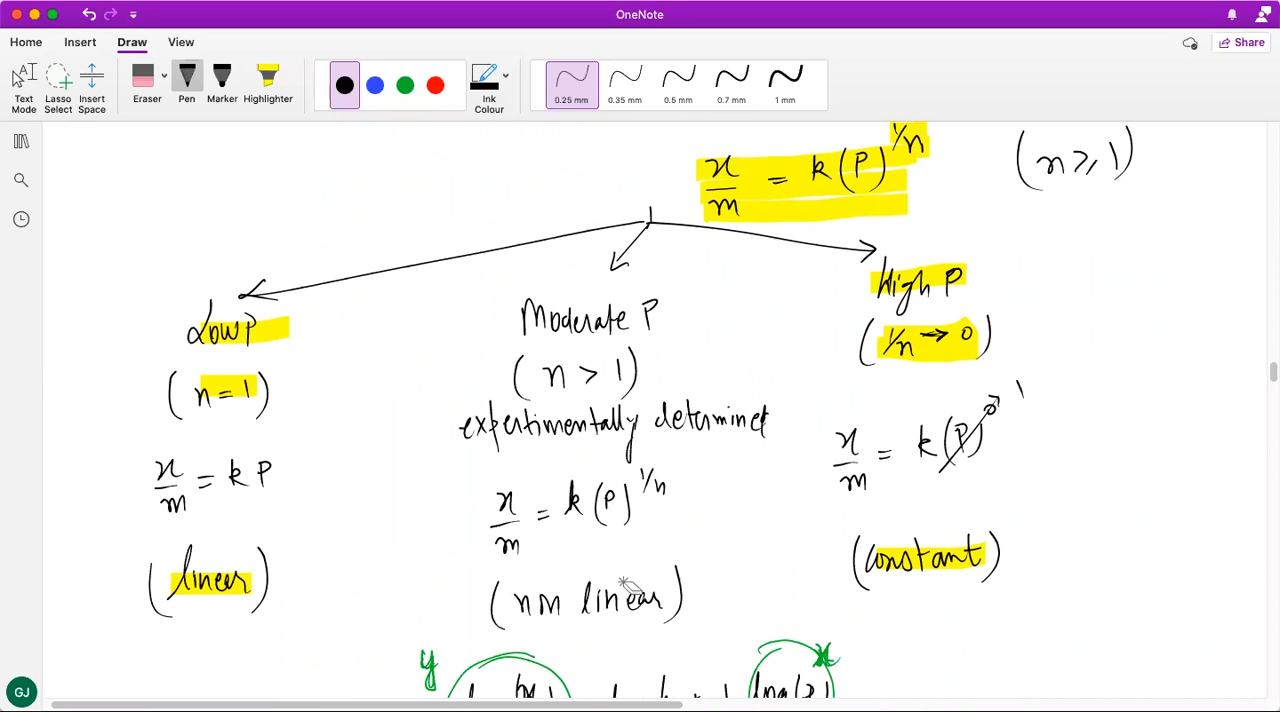 OneNote
Home Insert Draw View
Share
Text Mode
Lasso Select
Insert Space
Eraser
Pen
Marker
Highlighter
Ink Colour
0.25 mm
0.35 mm
0.5 mm
0.7 mm
1 mm
x/m = k(P)^1/n
(n ⩾ 1)
Low P
(n = 1)
x/m = k P
(linear)
Moderate P
(n > 1)
expertimentally determined
x/m = k(P)^1/n
(non linear)
High P
(1/n → 0)
x/m = k(P)^0 1
(constant)
y
x
GJ